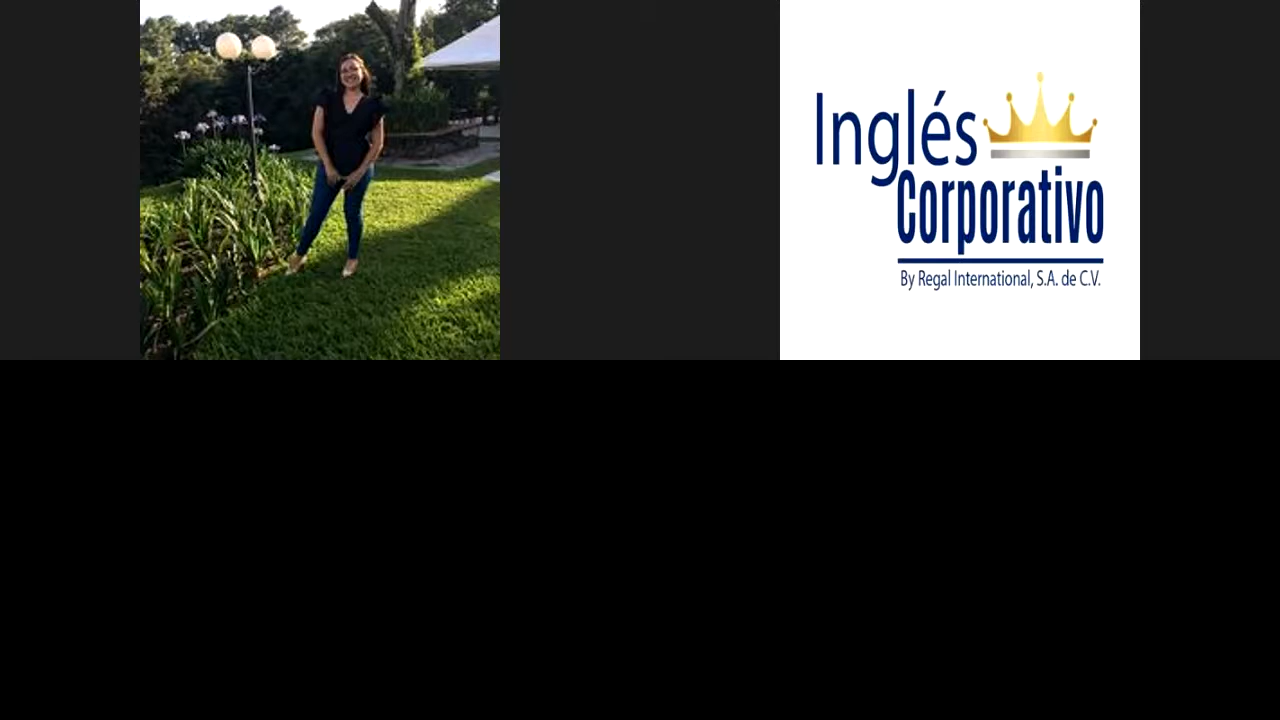 Inglés
Corporativo
By Regal International, S.A. de C.V.